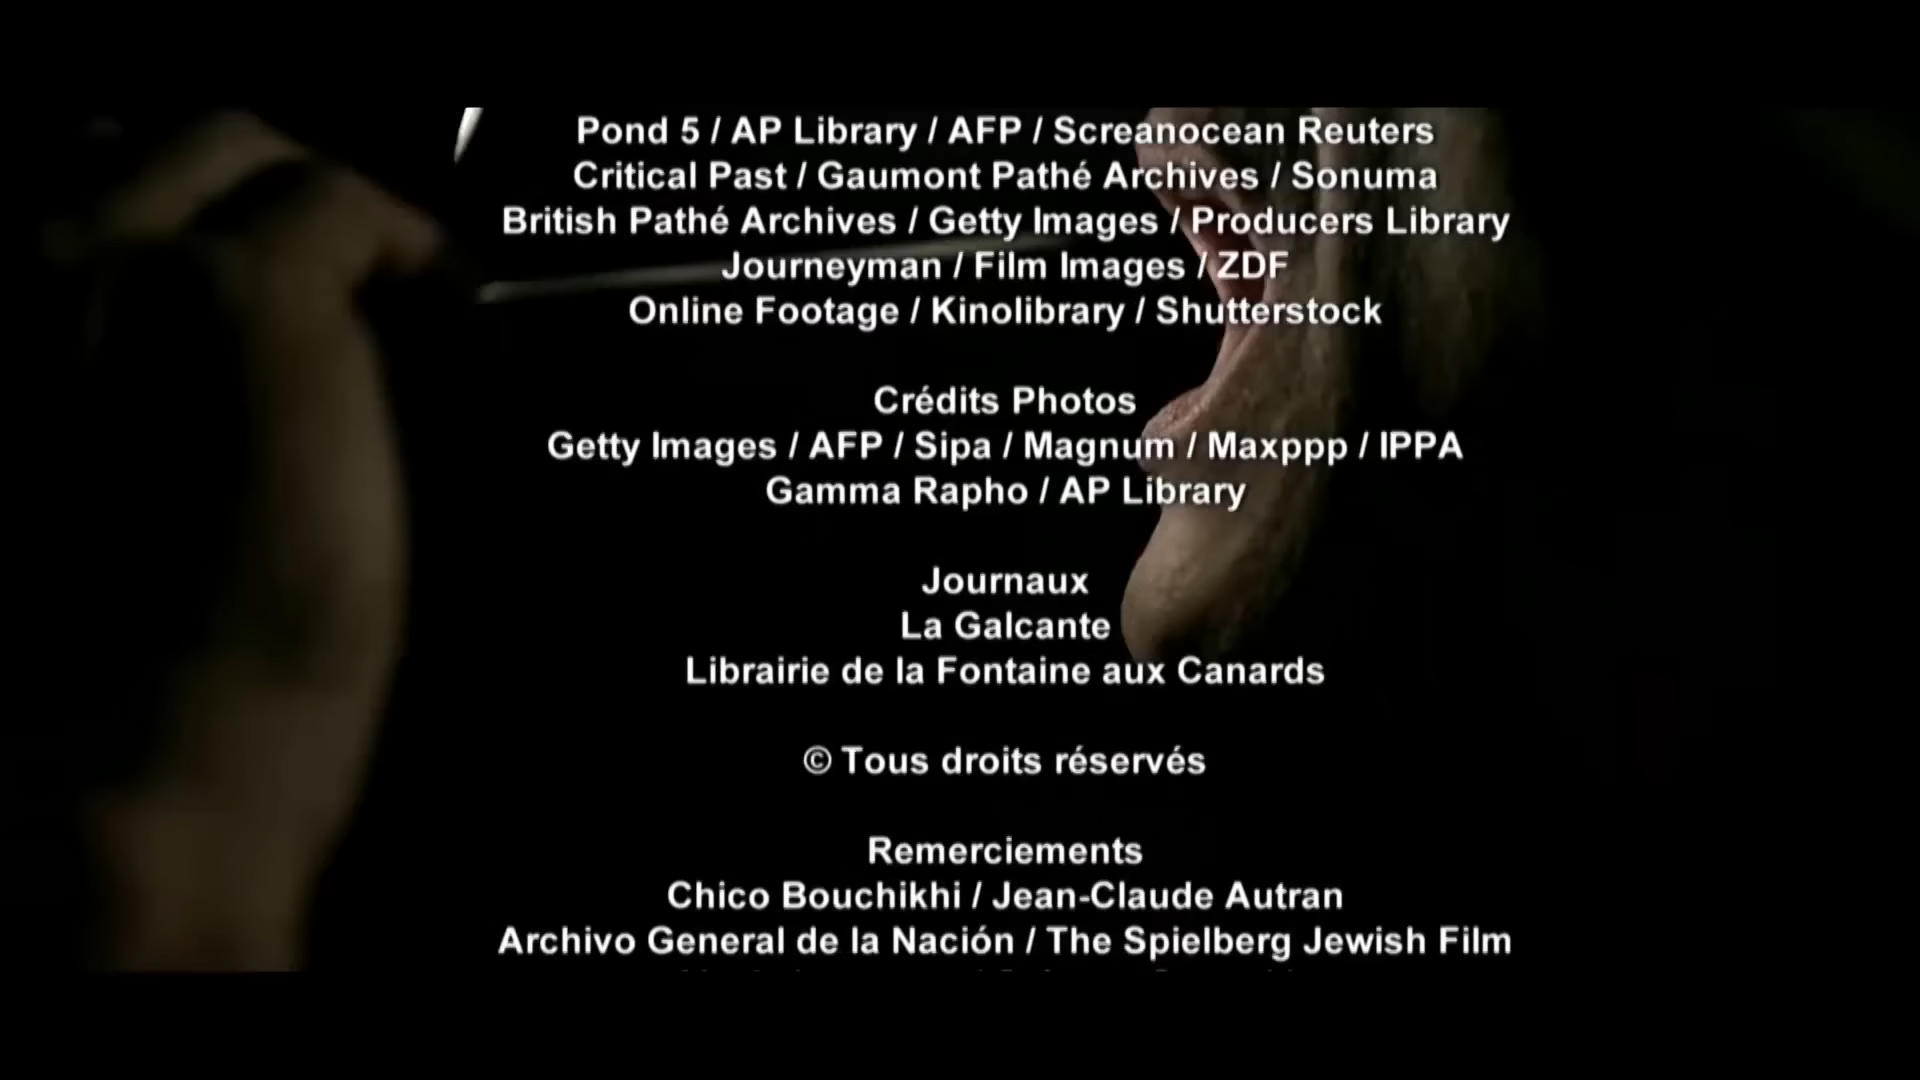 Pond 5 / AP Library / AFP / Screanocean Reuters
Critical Past / Gaumont Pathé Archives / Sonuma
British Pathé Archives / Getty Images / Producers Library
Journeyman / Film Images / ZDF
Online Footage / Kinolibrary / Shutterstock
Crédits Photos
Getty Images / AFP / Sipa / Magnum / Maxppp / IPPA
Gamma Rapho / AP Library
Journaux
La Galcante
Librairie de la Fontaine aux Canards
© Tous droits réservés
Remerciements
Chico Bouchikhi / Jean-Claude Autran
Archivo General de la Nación / The Spielberg Jewish Film